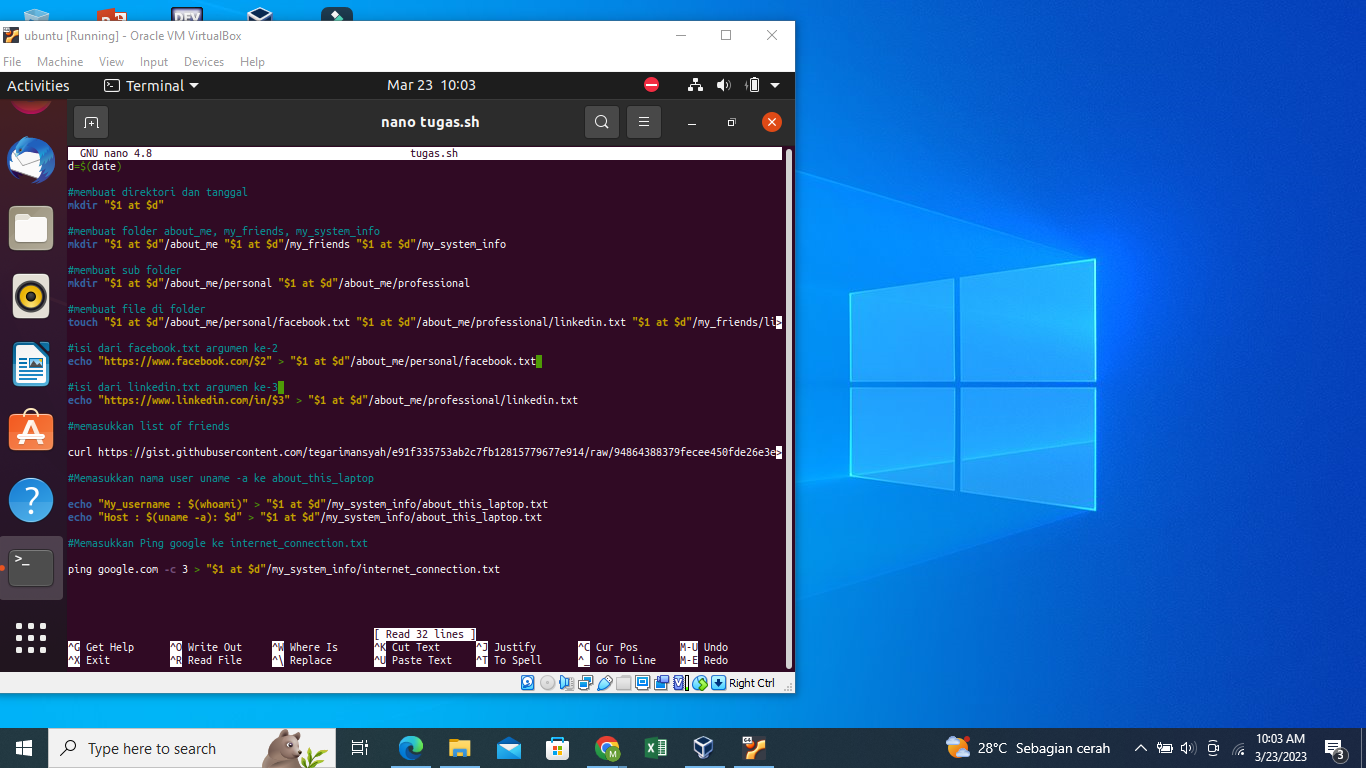 DEV
ubuntu [Running] - Oracle VM VirtualBox
File Machine View Input Devices Help
Activities Terminal Mar 23 10:03
nano tugas.sh
GNU nano 4.8 tugas.sh
d=$(date)
#membuat direktori dan tanggal
mkdir "$1 at $d"
#membuat folder about_me, my_friends, my_system_info
mkdir "$1 at $d"/about_me "$1 at $d"/my_friends "$1 at $d"/my_system_info
#membuat sub folder
mkdir "$1 at $d"/about_me/personal "$1 at $d"/about_me/professional
#membuat file di folder
touch "$1 at $d"/about_me/personal/facebook.txt "$1 at $d"/about_me/professional/linkedin.txt "$1 at $d"/my_friends/li>
#isi dari facebook.txt argumen ke-2
echo "https://www.facebook.com/$2" > "$1 at $d"/about_me/personal/facebook.txt
#isi dari linkedin.txt argumen ke-3
echo "https://www.linkedin.com/in/$3" > "$1 at $d"/about_me/professional/linkedin.txt
#memasukkan list of friends
curl https://gist.githubusercontent.com/tegarimansyah/e91f335753ab2c7fb12815779677e914/raw/94864388379fecee450fde26e3e>
#Memasukkan nama user uname -a ke about_this_laptop
echo "My_username : $(whoami)" > "$1 at $d"/my_system_info/about_this_laptop.txt
echo "Host : $(uname -a): $d" > "$1 at $d"/my_system_info/about_this_laptop.txt
#Memasukkan Ping google ke internet_connection.txt
ping google.com -c 3 > "$1 at $d"/my_system_info/internet_connection.txt
[ Read 32 lines ]
^G Get Help ^O Write Out ^W Where Is ^K Cut Text ^J Justify ^C Cur Pos M-U Undo
^X Exit ^R Read File ^\ Replace ^U Paste Text ^T To Spell ^_ Go To Line M-E Redo
Right Ctrl
Type here to search
28°C Sebagian cerah
10:03 AM
3/23/2023
3